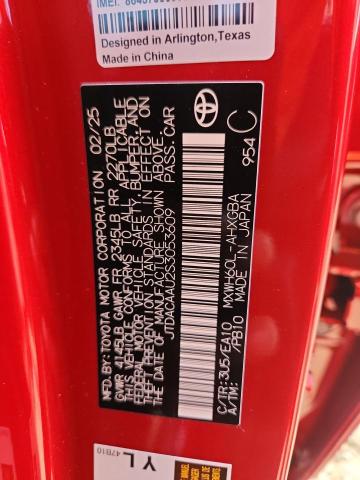 Designed in Arlington,Texas
Made in China
MFD. BY: TOYOTA MOTOR CORPORATION 02/25
GVWR 4145LB GAWR FR 2345LB RR 2270LB
THIS VEHICLE CONFORMS TO ALL APPLICABLE
FEDERAL MOTOR VEHICLE SAFETY, BUMPER, AND
THEFT PREVENTION STANDARDS IN EFFECT ON
THE DATE OF MANUFACTURE SHOWN ABOVE.
JTDACAAU2S3053609 PASS.CAR
TOYOTA
954 C
C/TR:3U5/EA10 MXWH60L-AHXGBA
A/TM: /PB10 MADE IN JAPAN
YL
47B10